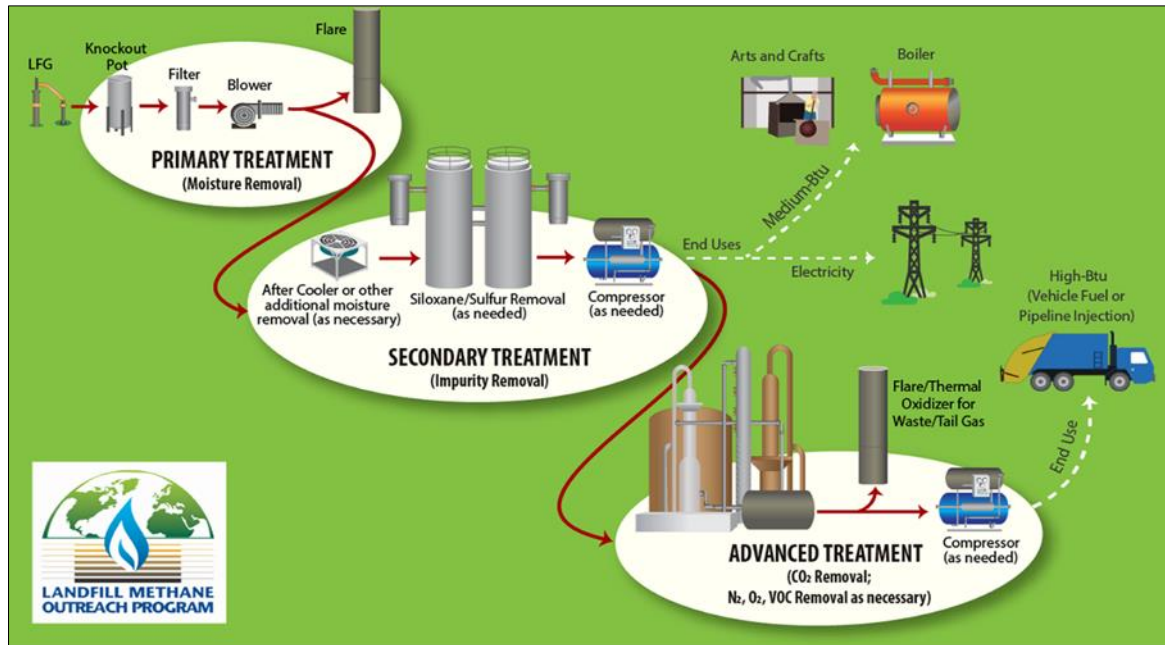 LFG
Knockout
Pot
Filter
Blower
Flare
PRIMARY TREATMENT
(Moisture Removal)
After Cooler or other
additional moisture
removal (as necessary)
Siloxane/Sulfur Removal
(as needed)
Compressor
(as needed)
SECONDARY TREATMENT
(Impurity Removal)
End Uses
Medium-Btu
Arts and Crafts
Boiler
Electricity
Flare/Thermal
Oxidizer for
Waste/Tail Gas
Compressor
(as needed)
ADVANCED TREATMENT
(CO₂ Removal;
N₂, O₂, VOC Removal as necessary)
End Use
High-Btu
(Vehicle Fuel or
Pipeline Injection)
LANDFILL METHANE
OUTREACH PROGRAM